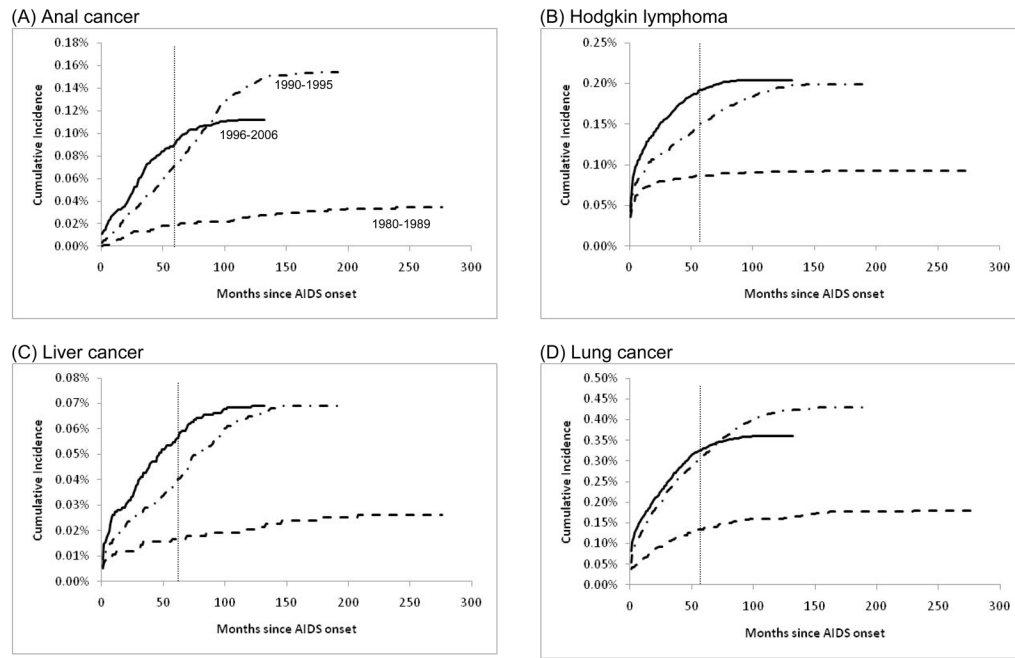 (A) Anal cancer
0.18%
0.16%
0.14%
0.12%
0.10%
0.08%
0.06%
0.04%
0.02%
0.00%
Cumulative Incidence
1990-1995
1996-2006
1980-1989
0 50 100 150 200 250 300
Months since AIDS onset
(B) Hodgkin lymphoma
0.25%
0.20%
0.15%
0.10%
0.05%
0.00%
Cumulative Incidence
0 50 100 150 200 250 300
Months since AIDS onset
(C) Liver cancer
0.08%
0.07%
0.06%
0.05%
0.04%
0.03%
0.02%
0.01%
0.00%
Cumulative Incidence
0 50 100 150 200 250 300
Months since AIDS onset
(D) Lung cancer
0.50%
0.45%
0.40%
0.35%
0.30%
0.25%
0.20%
0.15%
0.10%
0.05%
0.00%
Cumulative Incidence
0 50 100 150 200 250 300
Months since AIDS onset